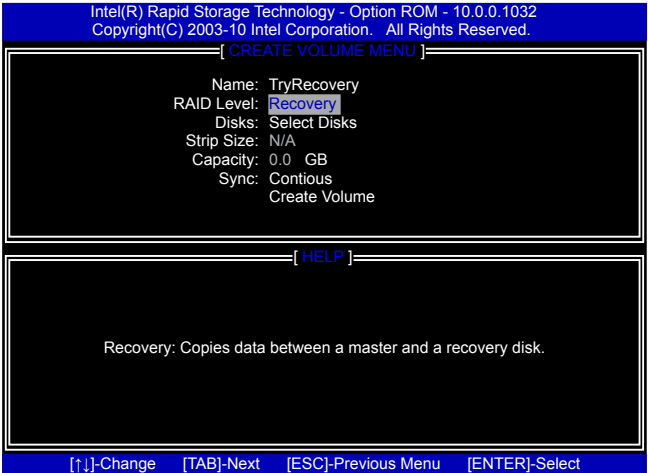 Intel(R) Rapid Storage Technology - Option ROM - 10.0.0.1032
Copyright(C) 2003-10 Intel Corporation. All Rights Reserved.
[ CREATE VOLUME MENU ]
Name: TryRecovery
RAID Level: Recovery
Disks: Select Disks
Strip Size: N/A
Capacity: 0.0 GB
Sync: Contious
Create Volume
[ HELP ]
Recovery: Copies data between a master and a recovery disk.
[↑↓]-Change [TAB]-Next [ESC]-Previous Menu [ENTER]-Select